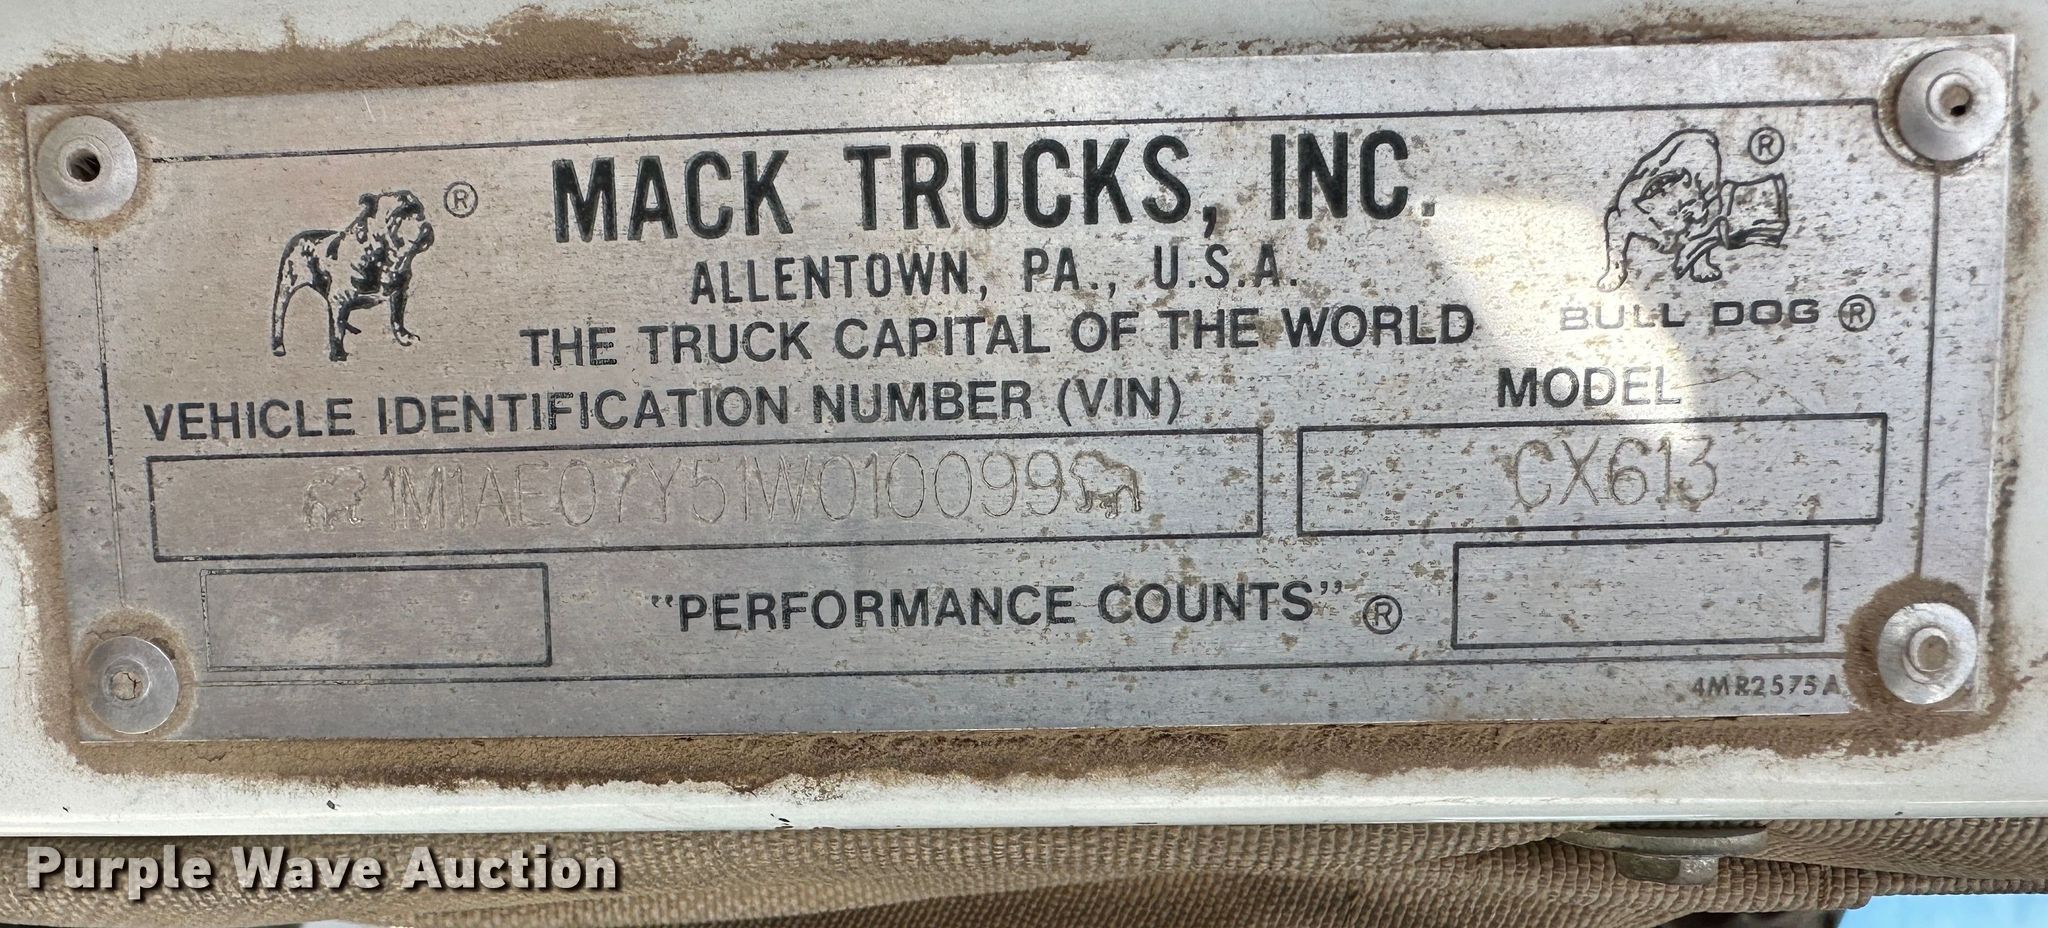 MACK TRUCKS, INC.
ALLENTOWN, PA., U.S.A.
THE TRUCK CAPITAL OF THE WORLD
®
®
BULL DOG ®
VEHICLE IDENTIFICATION NUMBER (VIN)
MODEL
1M1AE07Y51W010099
CX613
"PERFORMANCE COUNTS" ®
4MR2575A
Purple Wave Auction